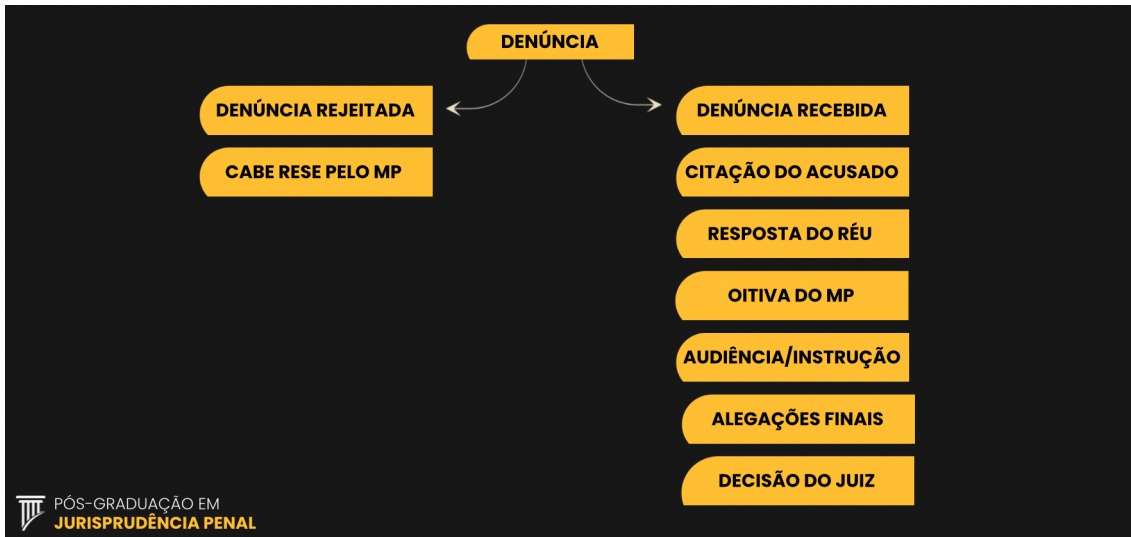 DENÚNCIA
DENÚNCIA REJEITADA
CABE RESE PELO MP
DENÚNCIA RECEBIDA
CITAÇÃO DO ACUSADO
RESPOSTA DO RÉU
OITIVA DO MP
AUDIÊNCIA/INSTRUÇÃO
ALEGAÇÕES FINAIS
DECISÃO DO JUIZ
PÓS-GRADUAÇÃO EM
JURISPRUDÊNCIA PENAL